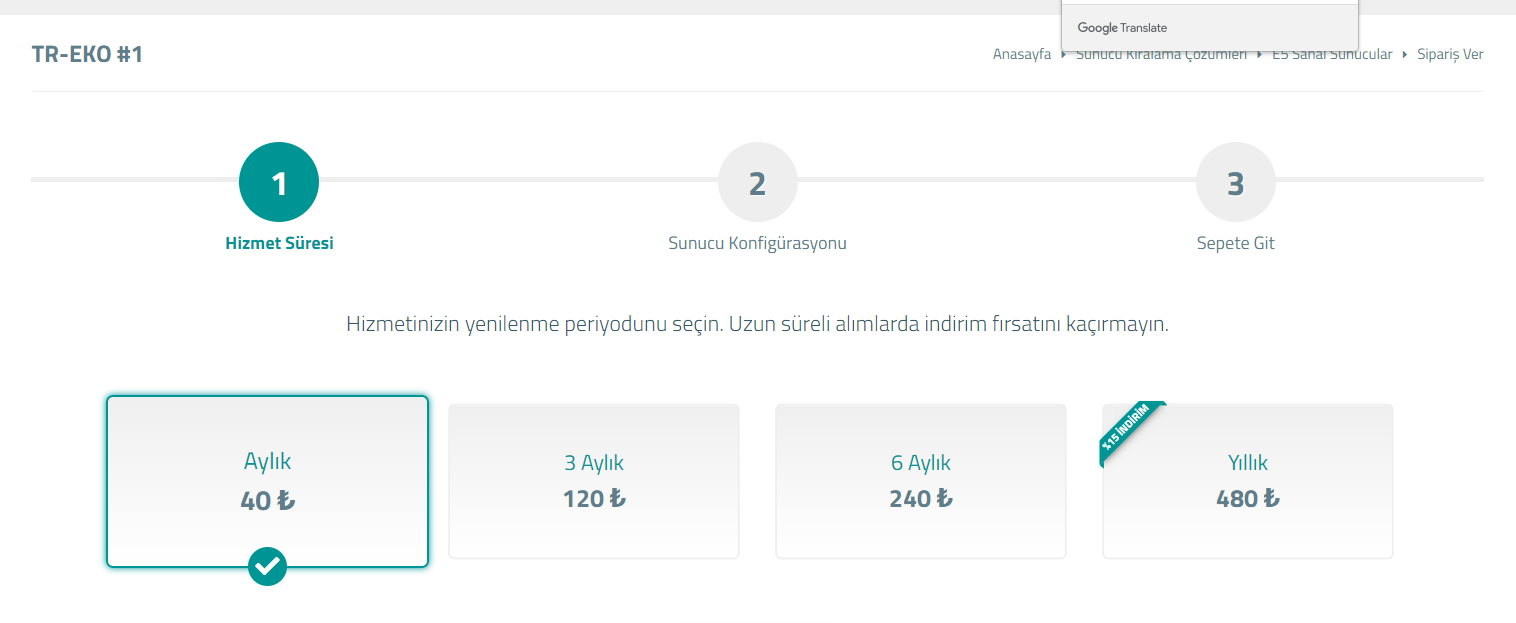 Google Translate
TR-EKO #1
Anasayfa Sunucu Kiralama Çözümleri E5 Sanal Sunucular Sipariş Ver
1
2
3
Hizmet Süresi
Sunucu Konfigürasyonu
Sepete Git
Hizmetinizin yenilenme periyodunu seçin. Uzun süreli alımlarda indirim fırsatını kaçırmayın.
Aylık
40 ₺
3 Aylık
120 ₺
6 Aylık
240 ₺
%15 İNDİRİM
Yıllık
480 ₺